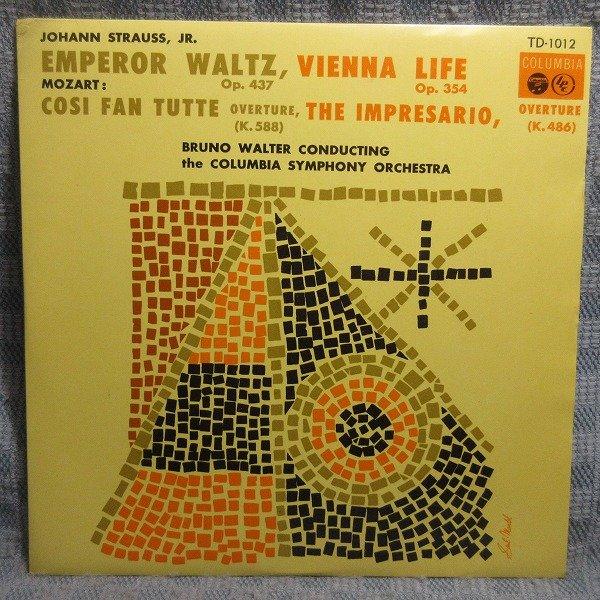 JOHANN STRAUSS, JR.
TD-1012
EMPEROR WALTZ, VIENNA LIFE
Op. 437 Op. 354
COLUMBIA
MOZART:
COSI FAN TUTTE OVERTURE, THE IMPRESARIO, OVERTURE
(K. 588) (K. 486)
BRUNO WALTER CONDUCTING
the COLUMBIA SYMPHONY ORCHESTRA